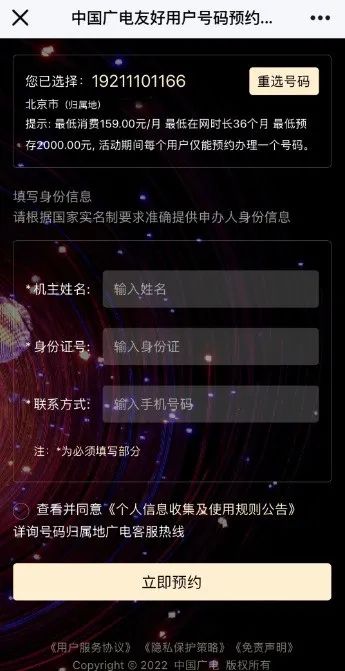 中国广电友好用户号码预约...
您已选择：19211101166 重选号码
北京市（归属地）
提示: 最低消费159.00元/月 最低在网时长36个月 最低预
存2000.00元, 活动期间每个用户仅能预约办理一个号码。
填写身份信息
请根据国家实名制要求准确提供申办人身份信息
*机主姓名: 输入姓名
*身份证号: 输入身份证
*联系方式: 输入手机号码
注：*为必须填写部分
查看并同意《个人信息收集及使用规则公告》
详询号码归属地广电客服热线
立即预约
《用户服务协议》《隐私保护策略》《免责声明》
Copyright © 2022 中国广电 版权所有